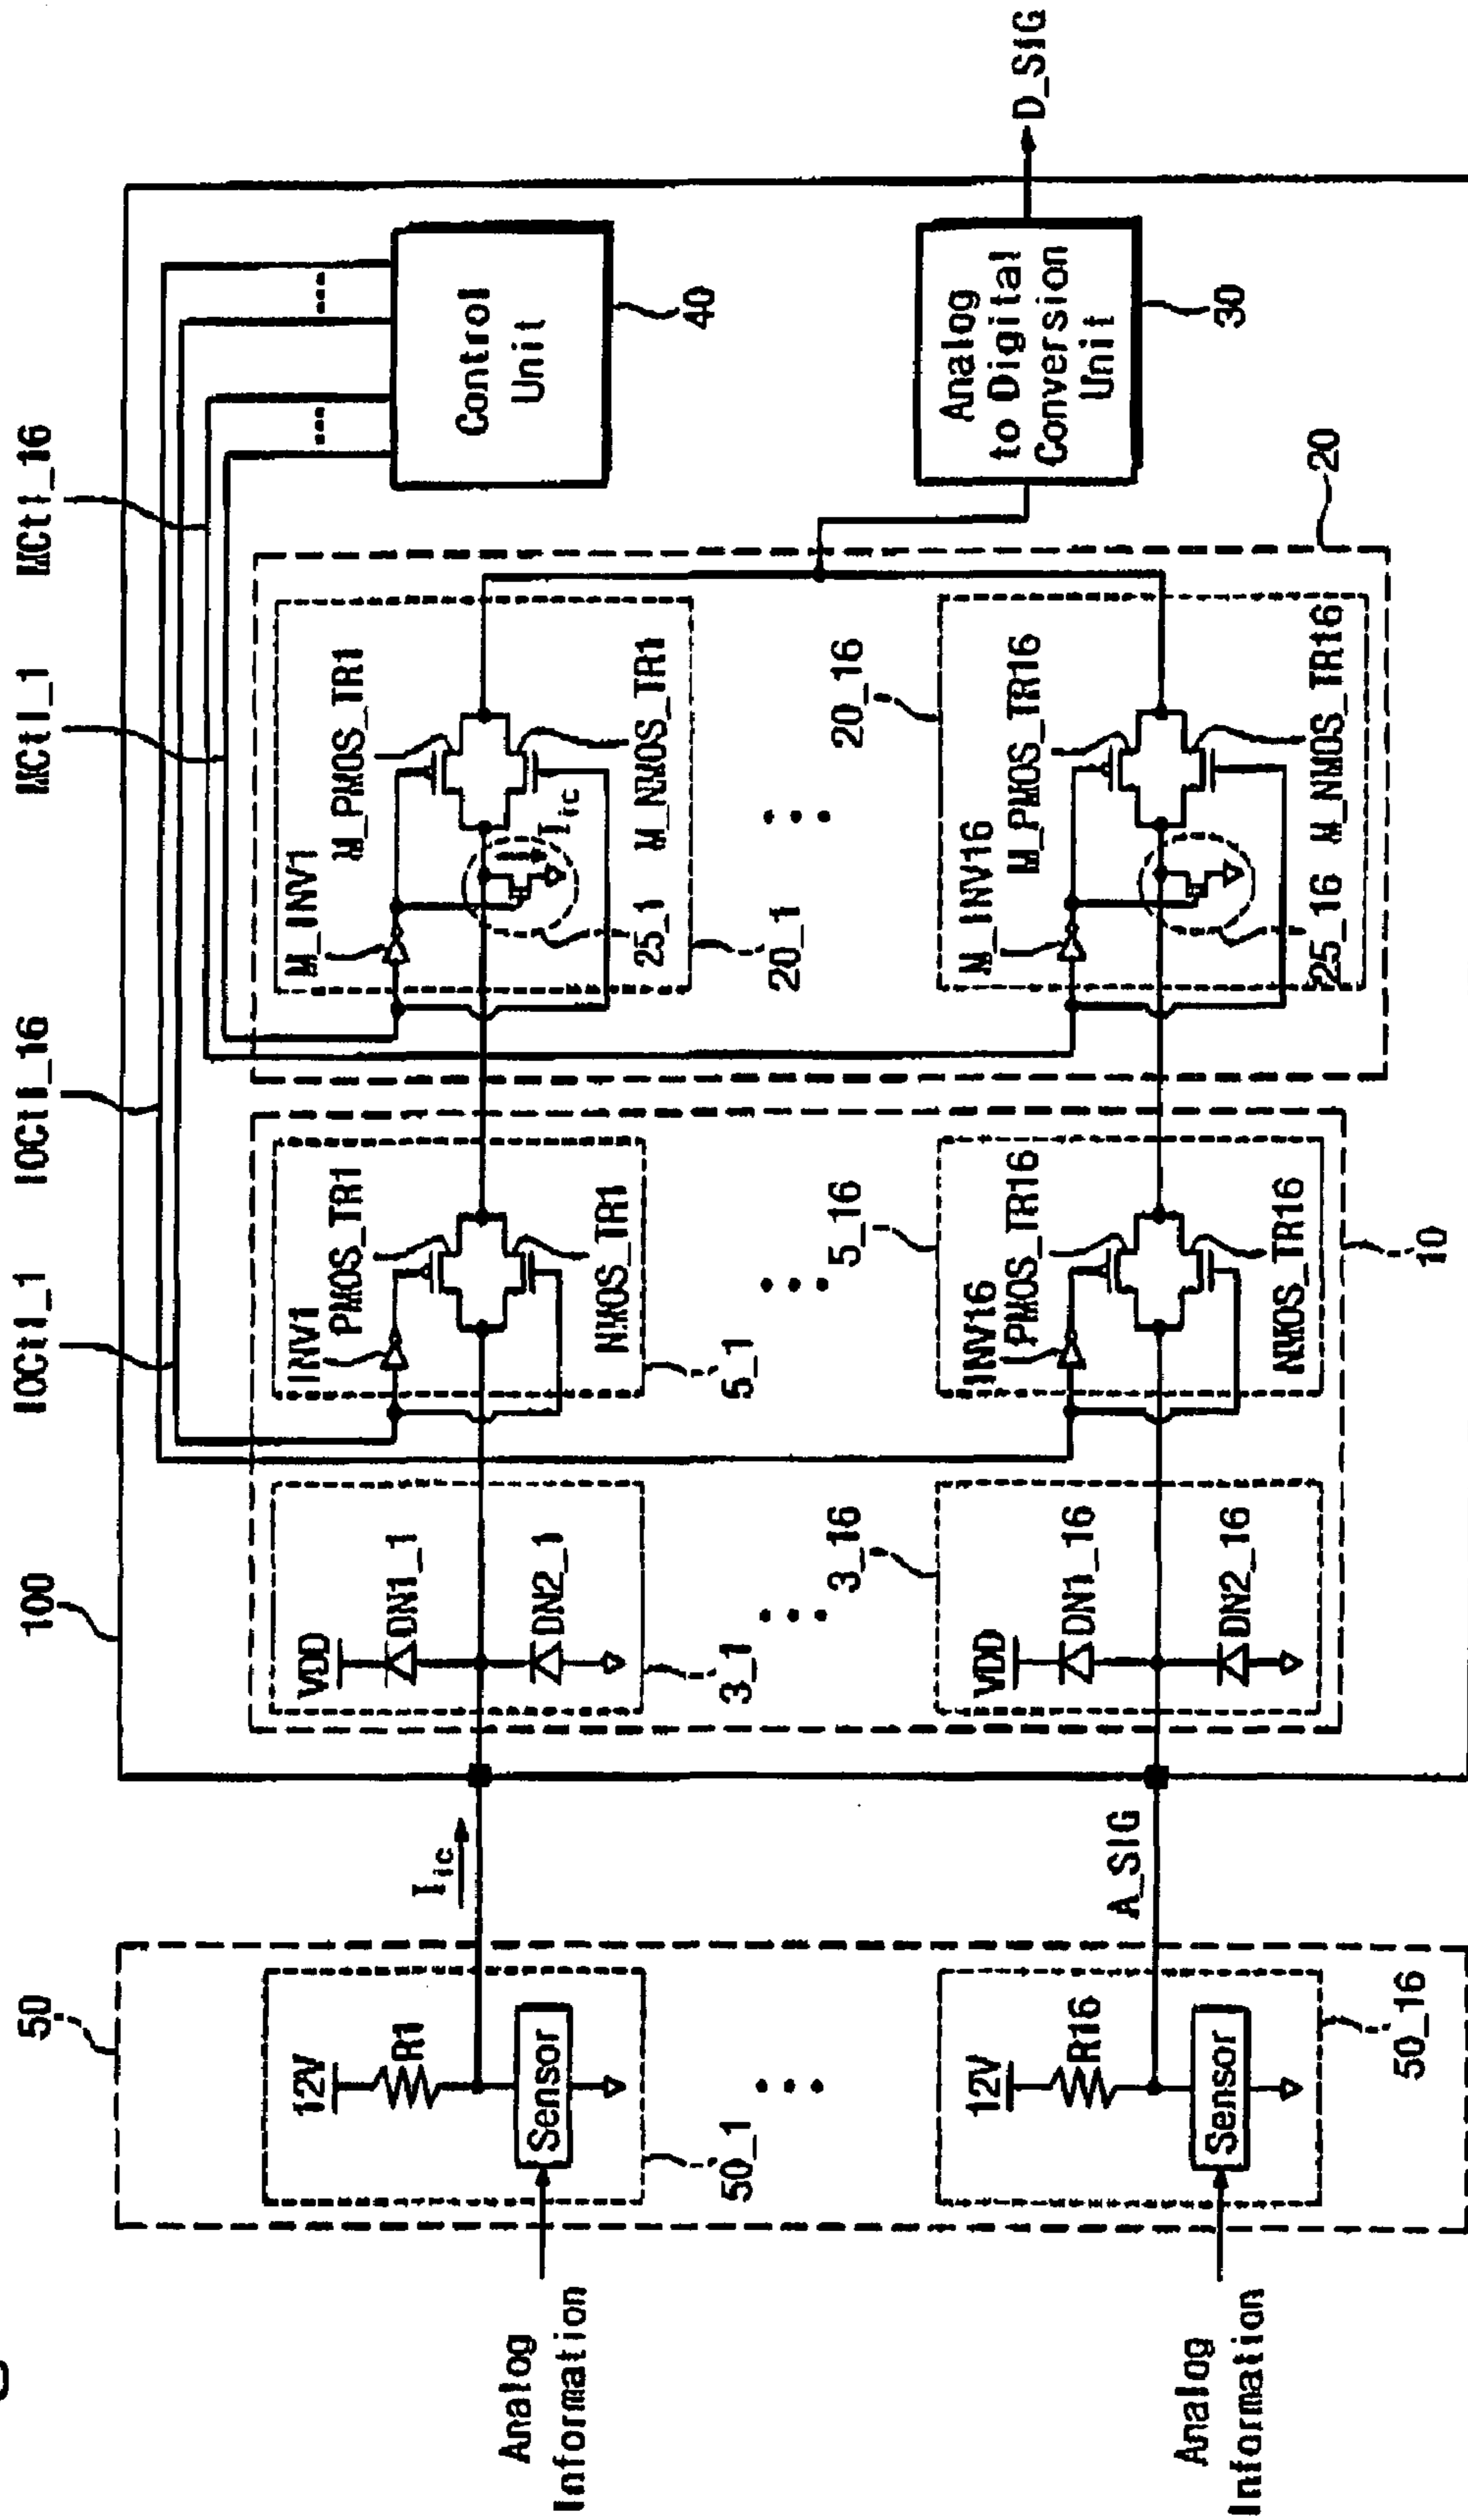 IOCtl_1
IOCtl_16
MCtl_1
MCtl_16
50
100
12V
R1
Sensor
Analog
Information
50_1
I_ic
VDD
DN1_1
DN2_1
3_1
INV1
PMOS_TR1
NMOS_TR1
5_1
M_INV1
M_PMOS_TR1
I_ic
25_1
M_NMOS_TR1
20_1
Control
Unit
40
3_16
5_16
20_16
12V
R16
Sensor
Analog
Information
50_16
A_SIG
VDD
DN1_16
DN2_16
INV16
PMOS_TR16
NMOS_TR16
10
M_INV16
M_PMOS_TR16
25_16
M_NMOS_TR16
20
Analog
to Digital
Conversion
Unit
30
D_SIG